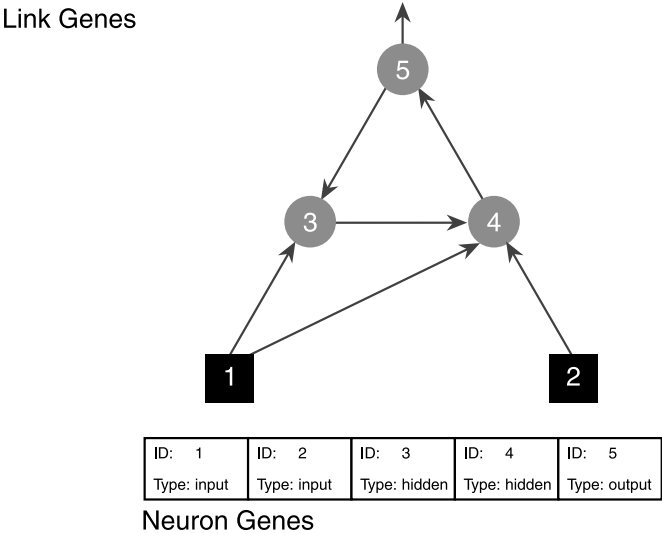 Link Genes
5
3
4
1
2
ID: 1
Type: input
ID: 2
Type: input
ID: 3
Type: hidden
ID: 4
Type: hidden
ID: 5
Type: output
Neuron Genes